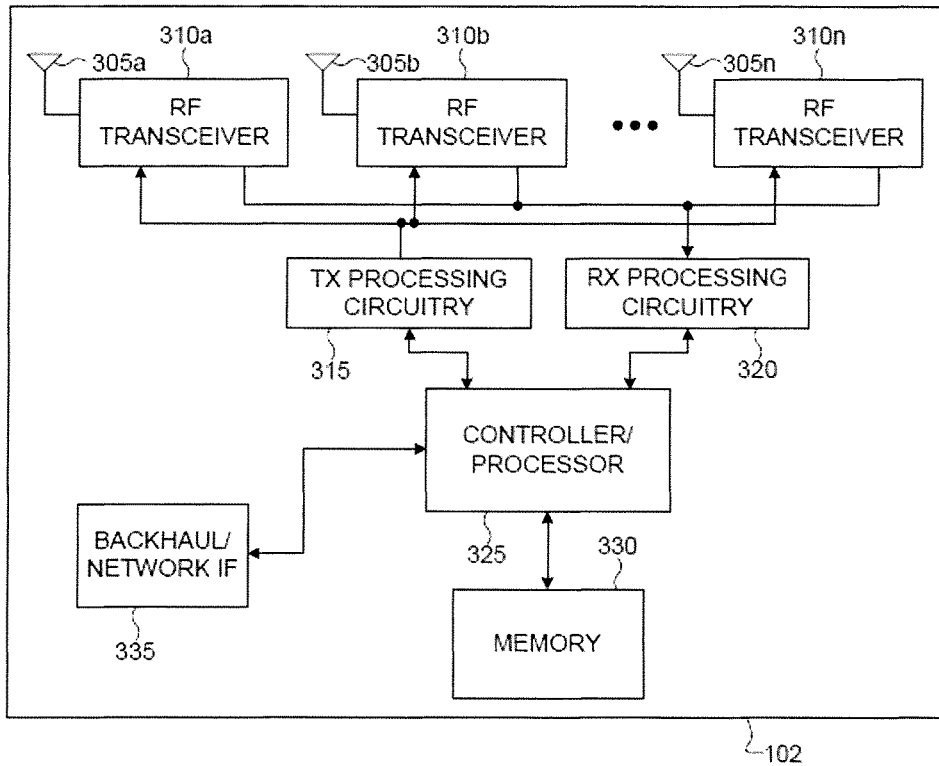 310a 310b 310n
305a 305b 305n
RF RF RF
TRANSCEIVER TRANSCEIVER TRANSCEIVER
TX PROCESSING
CIRCUITRY
RX PROCESSING
CIRCUITRY
315
320
CONTROLLER/
PROCESSOR
BACKHAUL/
NETWORK IF
325
330
335
MEMORY
102